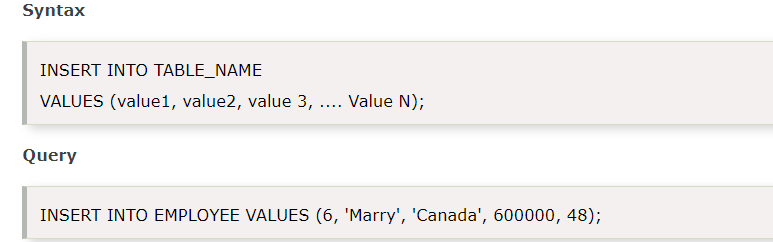 Syntax
INSERT INTO TABLE_NAME
VALUES (value1, value2, value 3, .... Value N);
Query
INSERT INTO EMPLOYEE VALUES (6, 'Marry', 'Canada', 600000, 48);